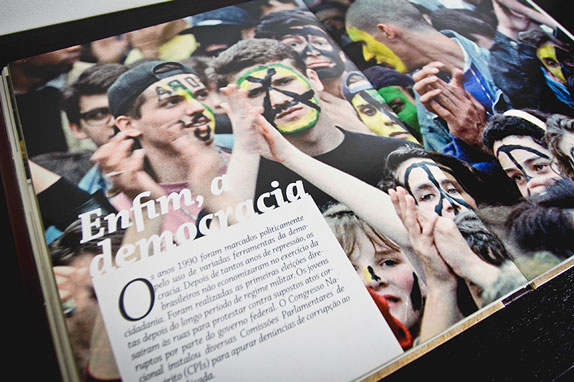 Enfim, a
democracia
Os anos 1990 foram marcados politicamente
pelo uso de variadas ferramentas da demo-
cracia. Depois de tantos anos de repressão, os
brasileiros não economizaram no exercício da
cidadania. Foram realizadas as primeiras eleições dire-
tas depois do longo período de regime militar. Os jovens
saíram às ruas para protestar contra supostos atos cor-
ruptos por parte do governo federal. O Congresso Na-
cional instalou diversas Comissões Parlamentares de
érito (CPIs) para apurar denúncias de corrupção ao